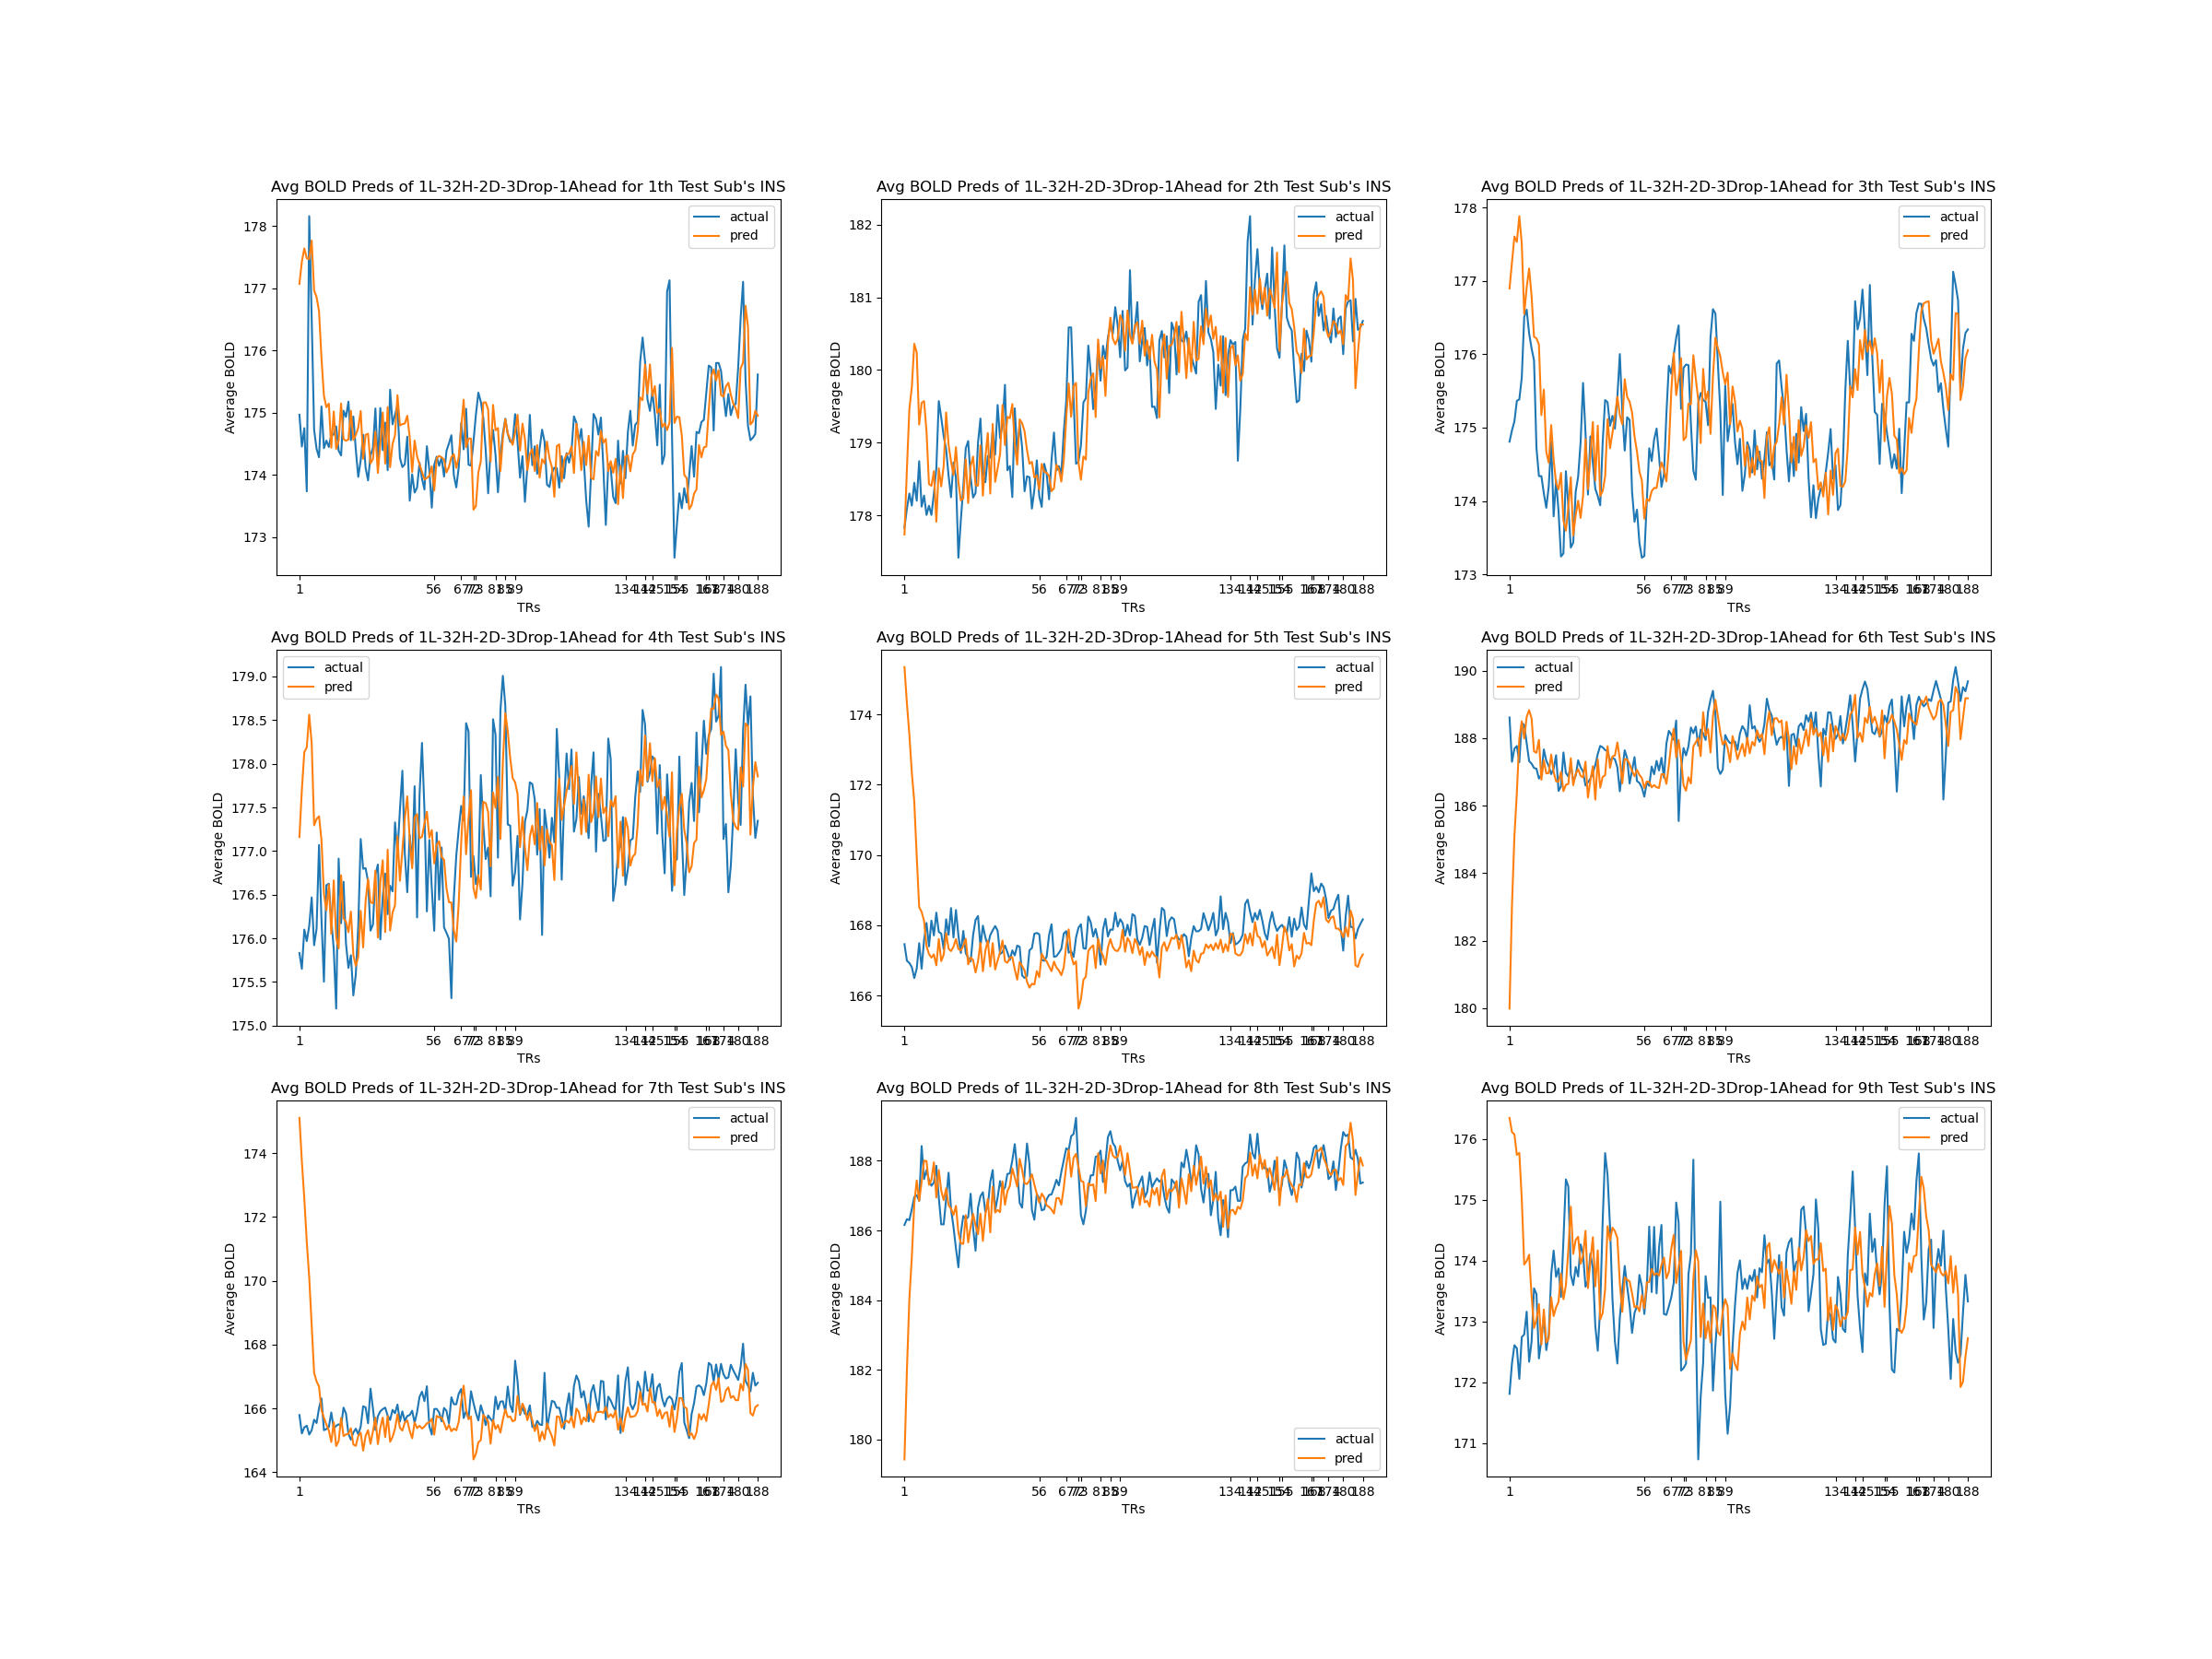 Avg BOLD Preds of 1L-32H-2D-3Drop-1Ahead for 1th Test Sub's INS
actual
pred
178
177
176
175
174
173
Average BOLD
1 56 134 188
TRs
Avg BOLD Preds of 1L-32H-2D-3Drop-1Ahead for 2th Test Sub's INS
actual
pred
182
181
180
179
178
Average BOLD
1 56 134 188
TRs
Avg BOLD Preds of 1L-32H-2D-3Drop-1Ahead for 3th Test Sub's INS
actual
pred
178
177
176
175
174
173
Average BOLD
1 56 134 188
TRs
Avg BOLD Preds of 1L-32H-2D-3Drop-1Ahead for 4th Test Sub's INS
actual
pred
179.0
178.5
178.0
177.5
177.0
176.5
176.0
175.5
175.0
Average BOLD
1 56 134 188
TRs
Avg BOLD Preds of 1L-32H-2D-3Drop-1Ahead for 5th Test Sub's INS
actual
pred
174
172
170
168
166
Average BOLD
1 56 134 188
TRs
Avg BOLD Preds of 1L-32H-2D-3Drop-1Ahead for 6th Test Sub's INS
actual
pred
190
188
186
184
182
180
Average BOLD
1 56 134 188
TRs
Avg BOLD Preds of 1L-32H-2D-3Drop-1Ahead for 7th Test Sub's INS
actual
pred
174
172
170
168
166
164
Average BOLD
1 56 134 188
TRs
Avg BOLD Preds of 1L-32H-2D-3Drop-1Ahead for 8th Test Sub's INS
188
186
184
182
180
Average BOLD
actual
pred
1 56 134 188
TRs
Avg BOLD Preds of 1L-32H-2D-3Drop-1Ahead for 9th Test Sub's INS
actual
pred
176
175
174
173
172
171
Average BOLD
1 56 134 188
TRs